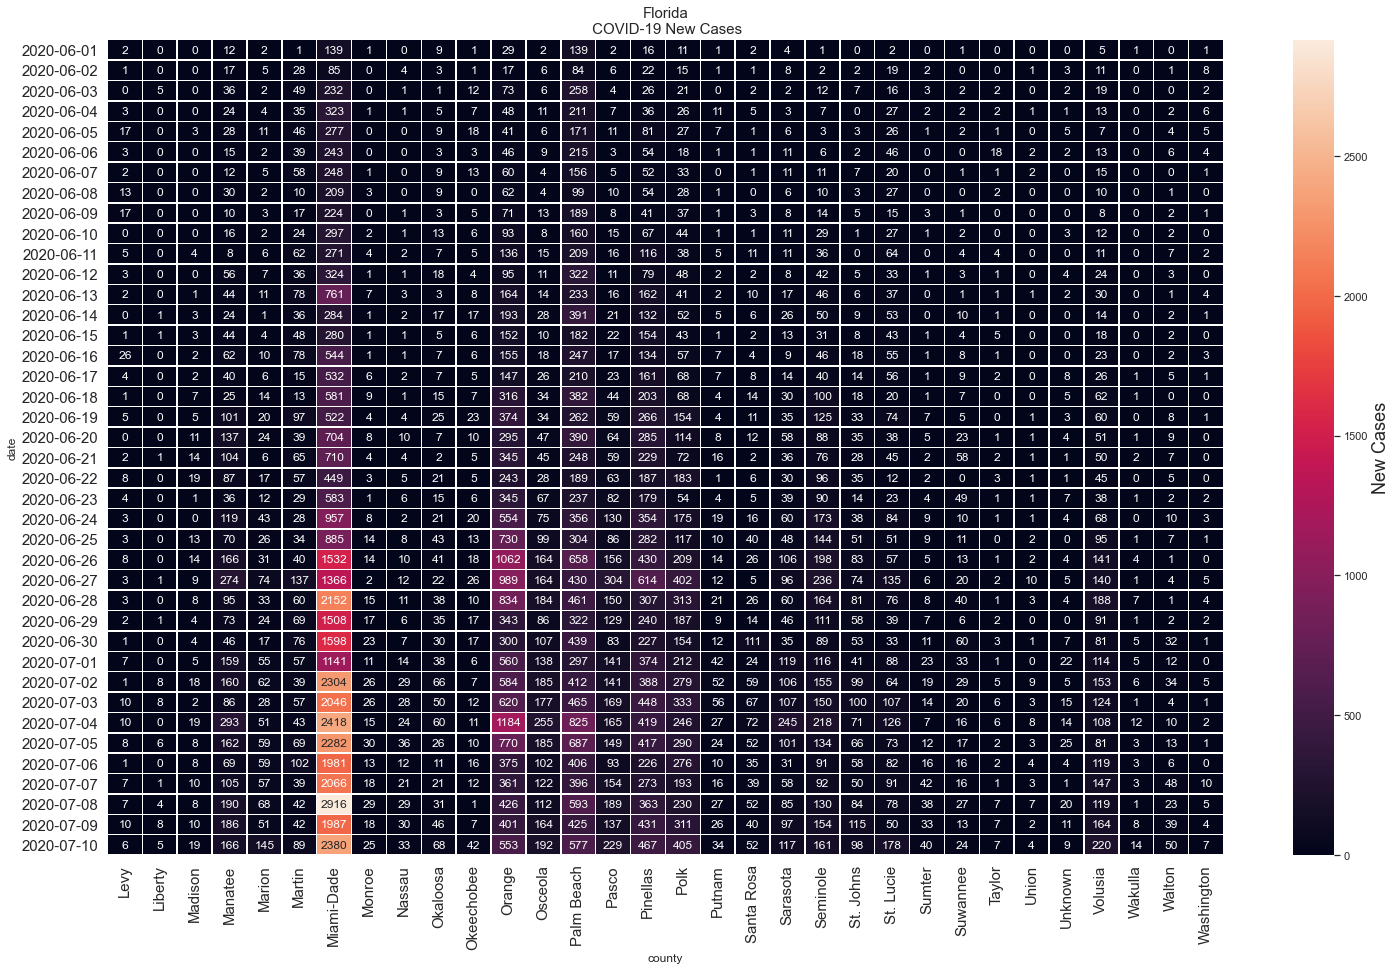 Florida
COVID-19 New Cases
2020-06-01 2 0 0 12 2 1 139 1 0 9 1 29 2 139 2 16 11 1 2 4 1 0 2 0 1 0 0 0 5 1 0 1
2020-06-02 1 0 0 17 5 28 85 0 4 3 1 17 6 84 6 22 15 1 1 8 2 2 19 2 0 0 1 3 11 0 1 8
2020-06-03 0 5 0 36 2 49 232 0 1 1 12 73 6 258 4 26 21 0 2 2 12 7 16 3 2 2 0 2 19 0 0 2
2020-06-04 3 0 0 24 4 35 323 1 1 5 7 48 11 211 7 36 26 11 5 3 7 0 27 2 2 2 1 1 13 0 2 6
2020-06-05 17 0 3 28 11 46 277 0 0 9 18 41 6 171 11 81 27 7 1 6 3 3 26 1 2 1 0 5 7 0 4 5
2020-06-06 3 0 0 15 2 39 243 0 0 3 3 46 9 215 3 54 18 1 1 11 6 2 46 0 0 18 2 2 13 0 6 4
2020-06-07 2 0 0 12 5 58 248 1 0 9 13 60 4 156 5 52 33 0 1 11 11 7 20 0 1 1 2 0 15 0 0 1
2020-06-08 13 0 0 30 2 10 209 3 0 9 0 62 4 99 10 54 28 1 0 6 10 3 27 0 0 2 0 0 10 0 1 0
2020-06-09 17 0 0 10 3 17 224 0 1 3 5 71 13 189 8 41 37 1 3 8 14 5 15 3 1 0 0 0 8 0 2 1
2020-06-10 0 0 0 16 2 24 297 2 1 13 6 93 8 160 15 67 44 1 1 11 29 1 27 1 2 0 0 3 12 0 2 0
2020-06-11 5 0 4 8 6 62 271 4 2 7 5 136 15 209 16 116 38 5 11 11 36 0 64 0 4 4 0 0 11 0 7 2
2020-06-12 3 0 0 56 7 36 324 1 1 18 4 95 11 322 11 79 48 2 2 8 42 5 33 1 3 1 0 4 24 0 3 0
2020-06-13 2 0 1 44 11 78 761 7 3 3 8 164 14 233 16 162 41 2 10 17 46 6 37 0 1 1 1 2 30 0 1 4
2020-06-14 0 1 3 24 1 36 284 1 2 17 17 193 28 391 21 132 52 5 6 26 50 9 53 0 10 1 0 0 14 0 2 1
2020-06-15 1 1 3 44 4 48 280 1 1 5 6 152 10 182 22 154 43 1 2 13 31 8 43 1 4 5 0 0 18 0 2 0
2020-06-16 26 0 2 62 10 78 544 1 1 7 6 155 18 247 17 134 57 7 4 9 46 18 55 1 8 1 0 0 23 0 2 3
2020-06-17 4 0 2 40 6 15 532 6 2 7 5 147 26 210 23 161 68 7 8 14 40 14 56 1 9 2 0 8 26 1 5 1
2020-06-18 1 0 7 25 14 13 581 9 1 15 7 316 34 382 44 203 68 4 14 30 100 18 20 1 7 0 0 5 62 1 0 0
2020-06-19 5 0 5 101 20 97 522 4 4 25 23 374 34 262 59 266 154 4 11 35 125 33 74 7 5 0 1 3 60 0 8 1
2020-06-20 0 0 11 137 24 39 704 8 10 7 10 295 47 390 64 285 114 8 12 58 88 35 38 5 23 1 1 4 51 1 9 0
2020-06-21 2 1 14 104 6 65 710 4 4 2 5 345 45 248 59 229 72 16 2 36 76 28 45 2 58 2 1 1 50 2 7 0
2020-06-22 8 0 19 87 17 57 449 3 5 21 5 243 28 189 63 187 183 1 6 30 96 35 12 2 0 3 1 1 45 0 5 0
2020-06-23 4 0 1 36 12 29 583 1 6 15 6 345 67 237 82 179 54 4 5 39 90 14 23 4 49 1 1 7 38 1 2 2
2020-06-24 3 0 0 119 43 28 957 8 2 21 20 554 75 356 130 354 175 19 16 60 173 38 84 9 10 1 1 4 68 0 10 3
2020-06-25 3 0 13 70 26 34 885 14 8 43 13 730 99 304 86 282 117 10 40 48 144 51 51 9 11 0 2 0 95 1 7 1
2020-06-26 8 0 14 166 31 40 1532 14 10 41 18 1062 164 658 156 430 209 14 26 106 198 83 57 5 13 1 2 4 141 4 1 0
2020-06-27 3 1 9 274 74 137 1366 2 12 22 26 989 164 430 304 614 402 12 5 96 236 74 135 6 20 2 10 5 140 1 4 5
2020-06-28 3 0 8 95 33 60 2152 15 11 38 10 834 184 461 150 307 313 21 26 60 164 81 76 8 40 1 3 4 188 7 1 4
2020-06-29 2 1 4 73 24 69 1508 17 6 35 17 343 86 322 129 240 187 9 14 46 111 58 39 7 6 2 0 0 91 1 2 2
2020-06-30 1 0 4 46 17 76 1598 23 7 30 17 300 107 439 83 227 154 12 111 35 89 53 33 11 60 3 1 7 81 5 32 1
2020-07-01 7 0 5 159 55 57 1141 11 14 38 6 560 138 297 141 374 212 42 24 119 116 41 88 23 33 1 0 22 114 5 12 0
2020-07-02 1 8 18 160 62 39 2304 26 29 66 7 584 185 412 141 388 279 52 59 106 155 99 64 19 29 5 9 5 153 6 34 5
2020-07-03 10 8 2 86 28 57 2046 26 28 50 12 620 177 465 169 448 333 56 67 107 150 100 107 14 20 6 3 15 124 1 4 1
2020-07-04 10 0 19 293 51 43 2418 15 24 60 11 1184 255 825 165 419 246 27 72 245 218 71 126 7 16 6 8 14 108 12 10 2
2020-07-05 8 6 8 162 59 69 2282 30 36 26 10 770 185 687 149 417 290 24 52 101 134 66 73 12 17 2 3 25 81 3 13 1
2020-07-06 1 0 8 69 59 102 1981 13 12 11 16 375 102 406 93 226 276 10 35 31 91 58 82 16 16 2 4 4 119 3 6 0
2020-07-07 7 1 10 105 57 39 2066 18 21 21 12 361 122 396 154 273 193 16 39 58 92 50 91 42 16 1 3 1 147 3 48 10
2020-07-08 7 4 8 190 68 42 2916 29 29 31 1 426 112 593 189 363 230 27 52 85 130 84 78 38 27 7 7 20 119 1 23 5
2020-07-09 10 8 10 186 51 42 1987 18 30 46 7 401 164 425 137 431 311 26 40 97 154 115 50 33 13 7 2 11 164 8 39 4
2020-07-10 6 5 19 166 145 89 2380 25 33 68 42 553 192 577 229 467 405 34 52 117 161 98 178 40 24 7 4 9 220 14 50 7
date
Levy Liberty Madison Manatee Marion Martin Miami-Dade Monroe Nassau Okaloosa Okeechobee Orange Osceola Palm Beach Pasco Pinellas Polk Putnam Santa Rosa Sarasota Seminole St. Johns St. Lucie Sumter Suwannee Taylor Union Unknown Volusia Wakulla Walton Washington
county
2500
2000
1500
1000
500
0
New Cases